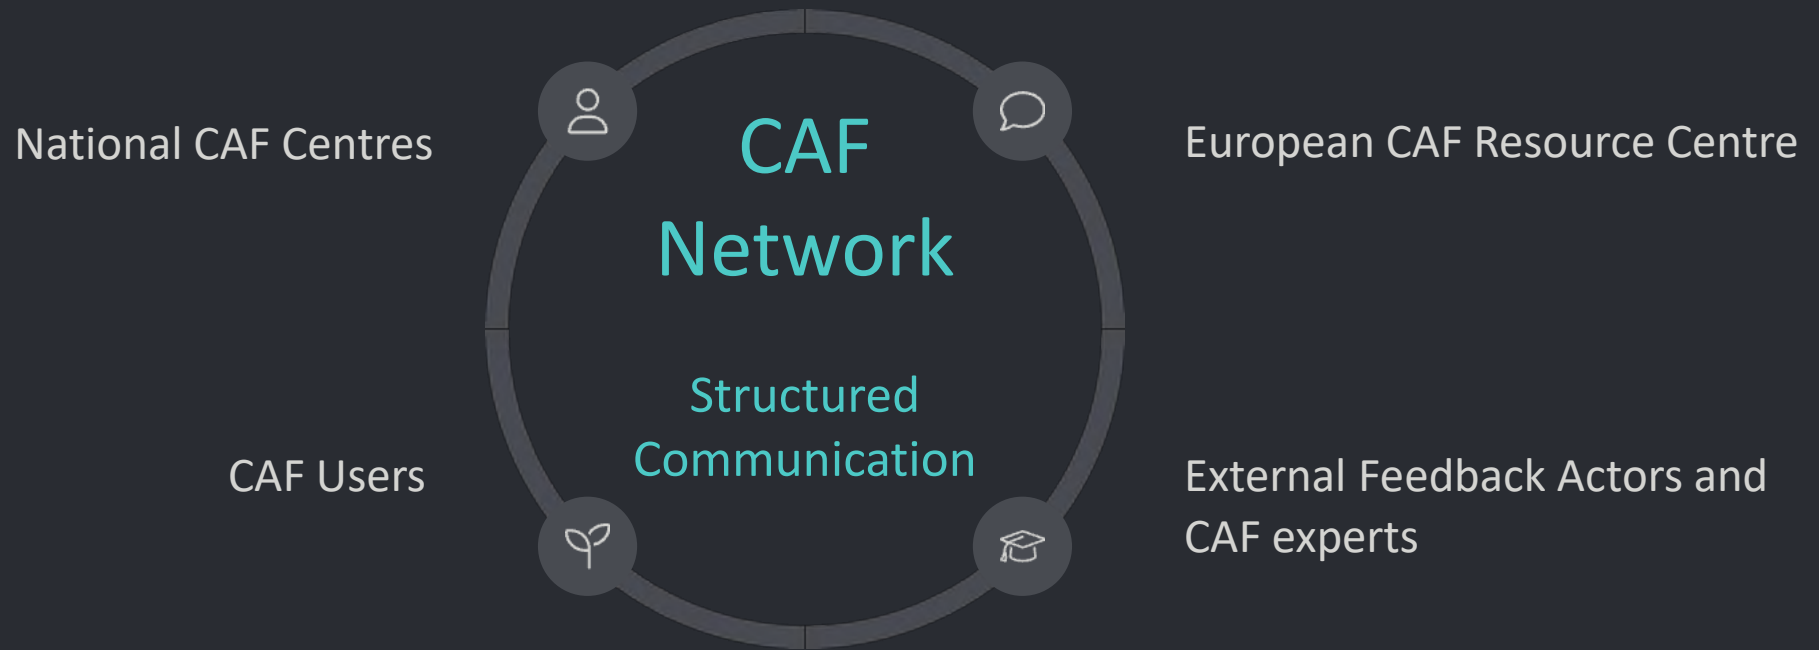 National CAF Centres
CAF
Network
European CAF Resource Centre
Structured
Communication
CAF Users
External Feedback Actors and
CAF experts